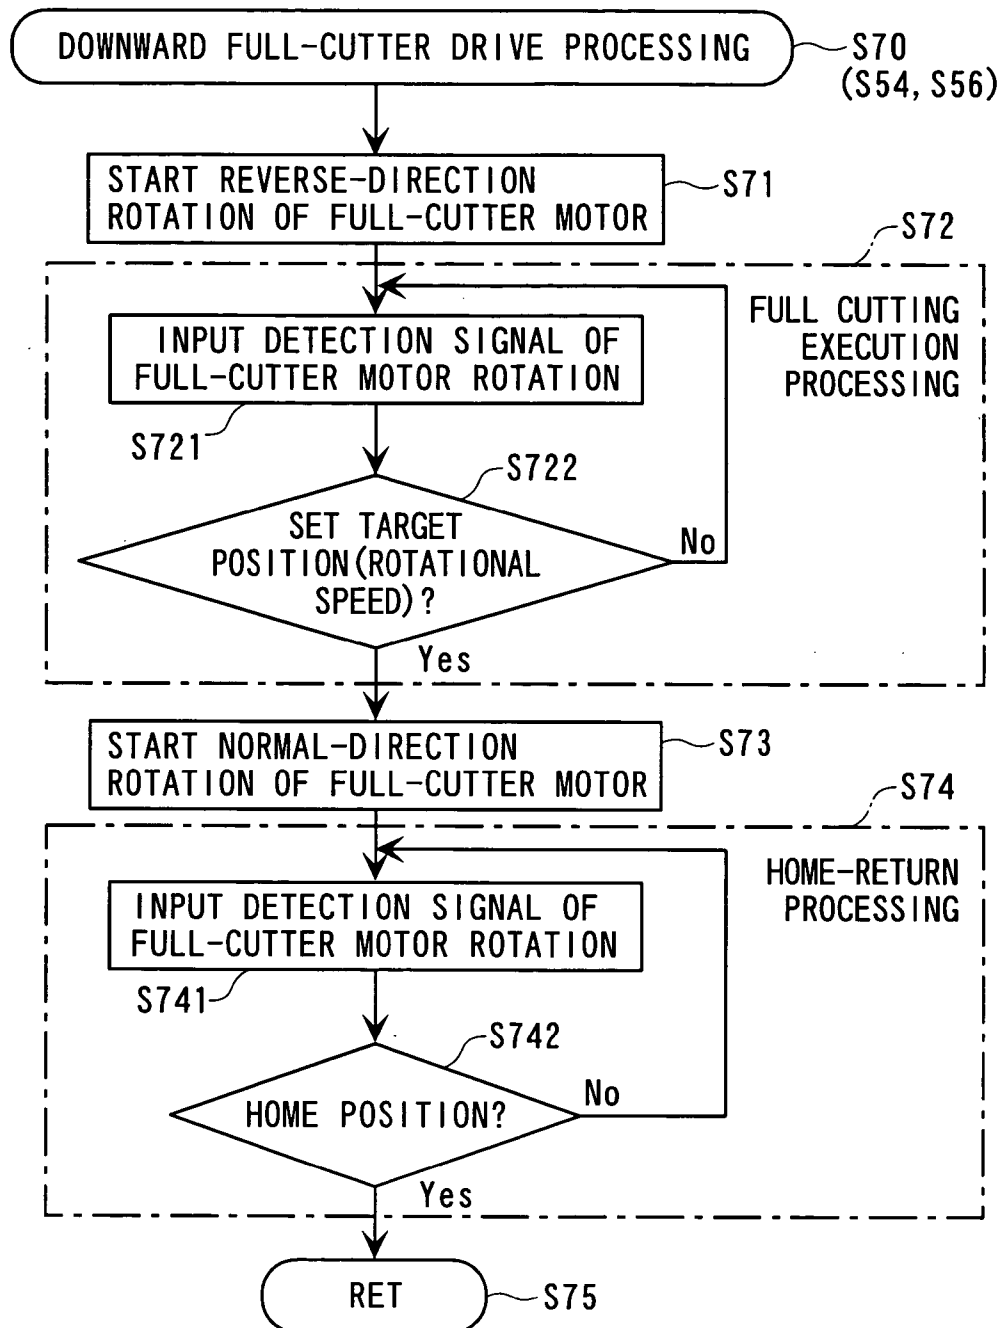 DOWNWARD FULL-CUTTER DRIVE PROCESSING
S70
(S54, S56)
START REVERSE-DIRECTION
ROTATION OF FULL-CUTTER MOTOR
S71
S72
FULL CUTTING
EXECUTION
PROCESSING
INPUT DETECTION SIGNAL OF
FULL-CUTTER MOTOR ROTATION
S721
S722
SET TARGET
POSITION(ROTATIONAL
SPEED)?
No
Yes
START NORMAL-DIRECTION
ROTATION OF FULL-CUTTER MOTOR
S73
S74
HOME-RETURN
PROCESSING
INPUT DETECTION SIGNAL OF
FULL-CUTTER MOTOR ROTATION
S741
S742
HOME POSITION?
No
Yes
RET
S75